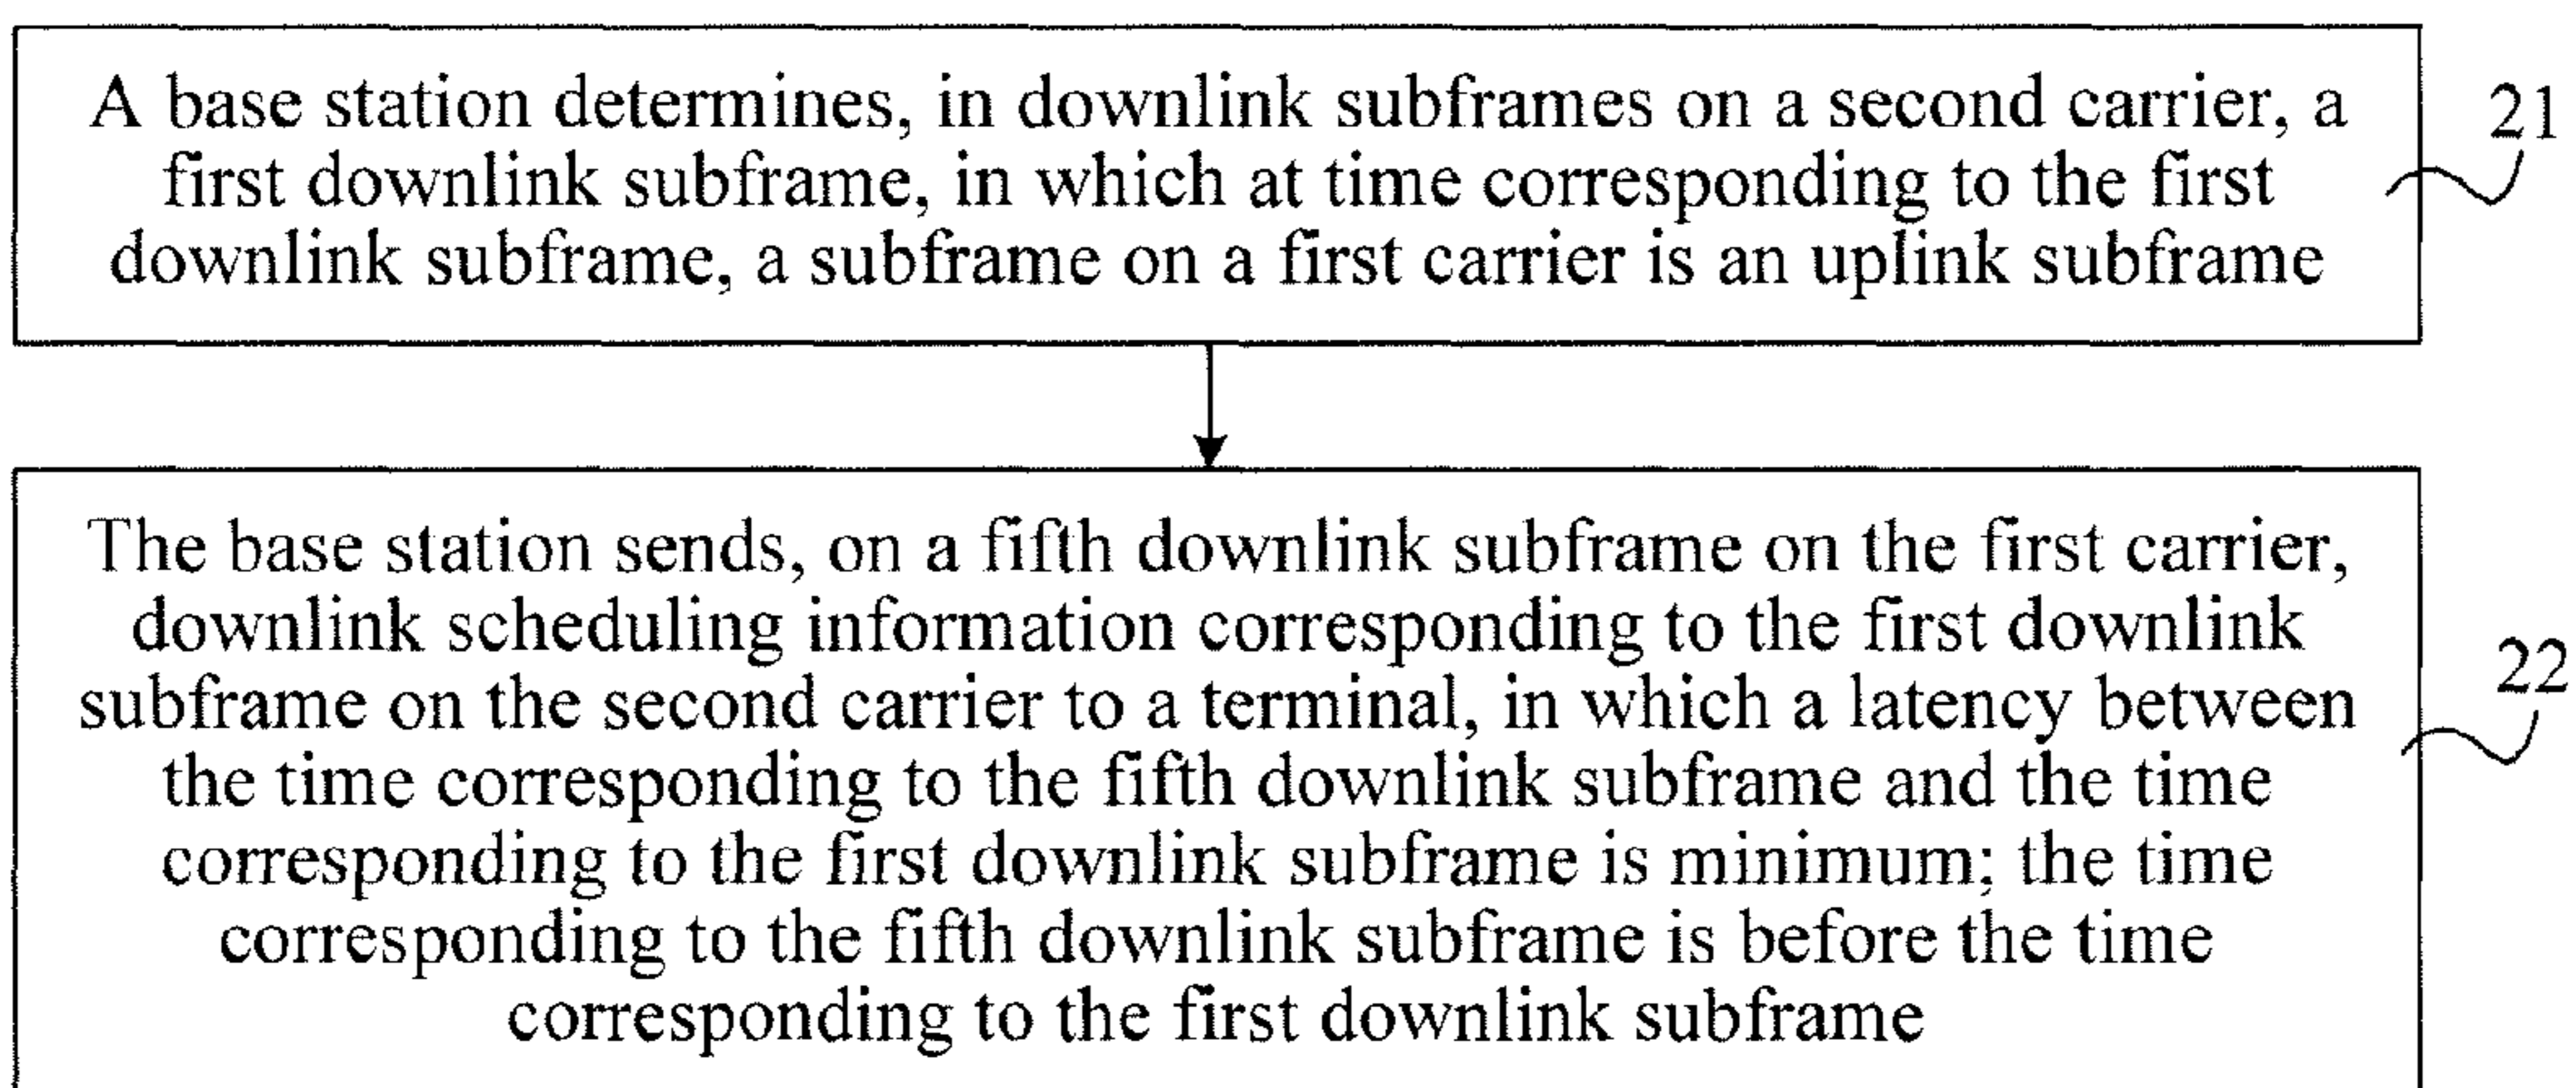 A base station determines, in downlink subframes on a second carrier, a
first downlink subframe, in which at time corresponding to the first
downlink subframe, a subframe on a first carrier is an uplink subframe
21
The base station sends, on a fifth downlink subframe on the first carrier,
downlink scheduling information corresponding to the first downlink
subframe on the second carrier to a terminal, in which a latency between
the time corresponding to the fifth downlink subframe and the time
corresponding to the first downlink subframe is minimum; the time
corresponding to the fifth downlink subframe is before the time
corresponding to the first downlink subframe
22